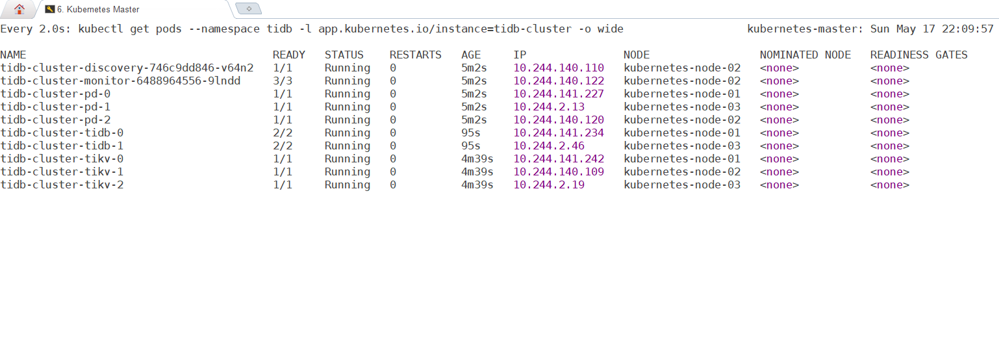 6. Kubernetes Master
Every 2.0s: kubectl get pods --namespace tidb -l app.kubernetes.io/instance=tidb-cluster -o wide kubernetes-master: Sun May 17 22:09:57
NAME READY STATUS RESTARTS AGE IP NODE NOMINATED NODE READINESS GATES
tidb-cluster-discovery-746c9dd846-v64n2 1/1 Running 0 5m2s 10.244.140.110 kubernetes-node-02 <none> <none>
tidb-cluster-monitor-6488964556-9lndd 3/3 Running 0 5m2s 10.244.140.122 kubernetes-node-02 <none> <none>
tidb-cluster-pd-0 1/1 Running 0 5m2s 10.244.141.227 kubernetes-node-01 <none> <none>
tidb-cluster-pd-1 1/1 Running 0 5m2s 10.244.2.13 kubernetes-node-03 <none> <none>
tidb-cluster-pd-2 1/1 Running 0 5m2s 10.244.140.120 kubernetes-node-02 <none> <none>
tidb-cluster-tidb-0 2/2 Running 0 95s 10.244.141.234 kubernetes-node-01 <none> <none>
tidb-cluster-tidb-1 2/2 Running 0 95s 10.244.2.46 kubernetes-node-03 <none> <none>
tidb-cluster-tikv-0 1/1 Running 0 4m39s 10.244.141.242 kubernetes-node-01 <none> <none>
tidb-cluster-tikv-1 1/1 Running 0 4m39s 10.244.140.109 kubernetes-node-02 <none> <none>
tidb-cluster-tikv-2 1/1 Running 0 4m39s 10.244.2.19 kubernetes-node-03 <none> <none>